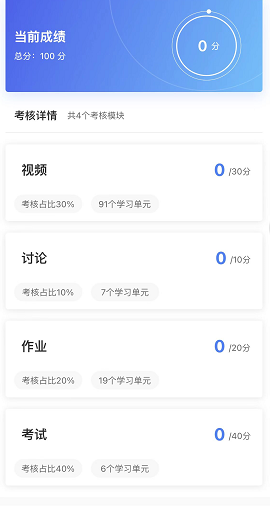 当前成绩
总分：100 分
0 分
考核详情 共4个考核模块
视频 0 /30分
考核占比30% 91个学习单元
讨论 0 /10分
考核占比10% 7个学习单元
作业 0 /20分
考核占比20% 19个学习单元
考试 0 /40分
考核占比40% 6个学习单元